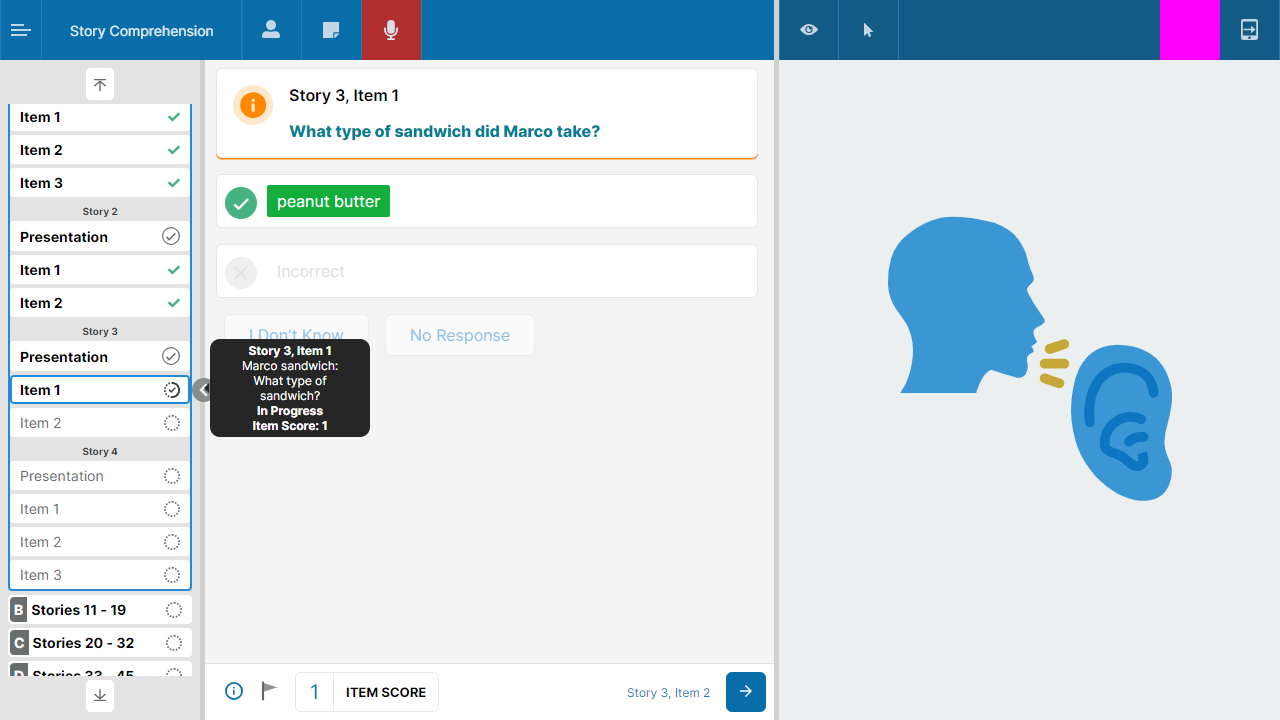 Story Comprehension
Item 1
Item 2
Item 3
Story 2
Presentation
Item 1
Item 2
Story 3
Presentation
Item 1
Item 2
Story 4
Presentation
Item 1
Item 2
Item 3
B Stories 11 - 19
C Stories 20 - 32
D Stories 33 - 45
Story 3, Item 1
What type of sandwich did Marco take?
peanut butter
Incorrect
I Don't Know
No Response
Story 3, Item 1
Marco sandwich:
What type of
sandwich?
In Progress
Item Score: 1
1 ITEM SCORE
Story 3, Item 2